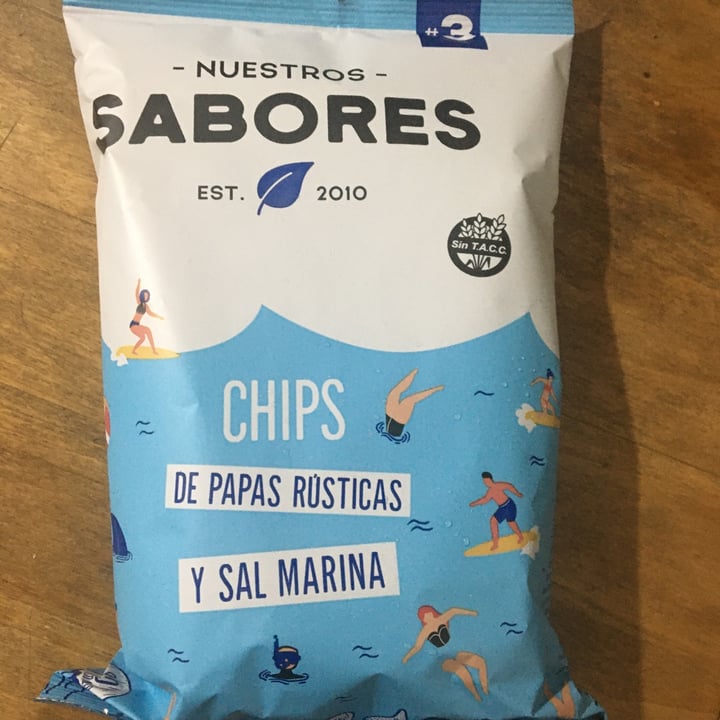 #3
- NUESTROS -
SABORES
EST. 2010
Sin T.A.C.C.
CHIPS
DE PAPAS RÚSTICAS
Y SAL MARINA